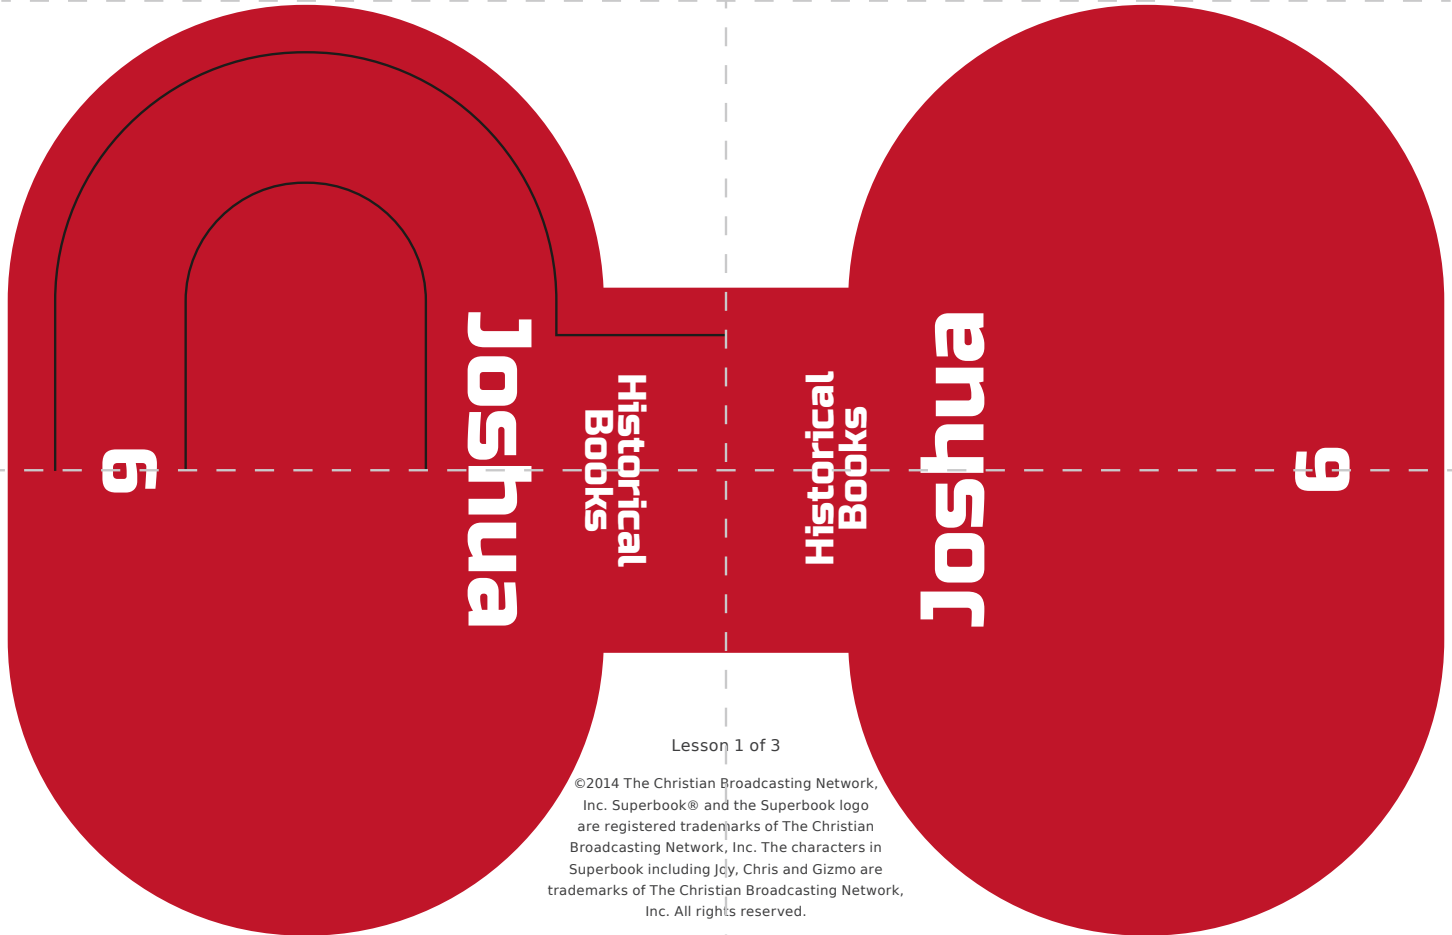 6
Joshua
Historical
Books
Historical
Books
Joshua
6
Lesson 1 of 3
©2014 The Christian Broadcasting Network,
Inc. Superbook® and the Superbook logo
are registered trademarks of The Christian
Broadcasting Network, Inc. The characters in
Superbook including Joy, Chris and Gizmo are
trademarks of The Christian Broadcasting Network,
Inc. All rights reserved.